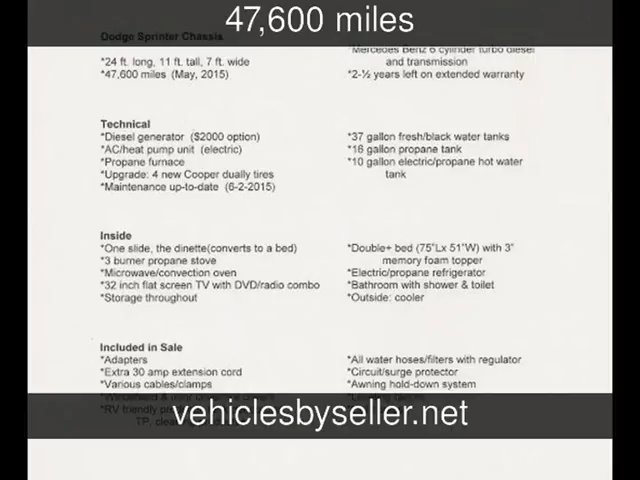 47,600 miles
Dodge Sprinter Chassis
*24 ft. long, 11 ft. tall, 7 ft. wide
*47,600 miles (May, 2015)
*Mercedes Benz 6 cylinder turbo diesel
and transmission
*2-½ years left on extended warranty
Technical
*Diesel generator ($2000 option)
*AC/heat pump unit (electric)
*Propane furnace
*Upgrade: 4 new Cooper dually tires
*Maintenance up-to-date (6-2-2015)
*37 gallon fresh/black water tanks
*16 gallon propane tank
*10 gallon electric/propane hot water
tank
Inside
*One slide, the dinette(converts to a bed)
*3 burner propane stove
*Microwave/convection oven
*32 inch flat screen TV with DVD/radio combo
*Storage throughout
*Double+ bed (75"Lx 51"W) with 3"
memory foam topper
*Electric/propane refrigerator
*Bathroom with shower & toilet
*Outside: cooler
Included in Sale
*Adapters
*Extra 30 amp extension cord
*Various cables/clamps
*RV friendly
TP,
*All water hoses/filters with regulator
*Circuit/surge protector
*Awning hold-down system
vehiclesbyseller.net